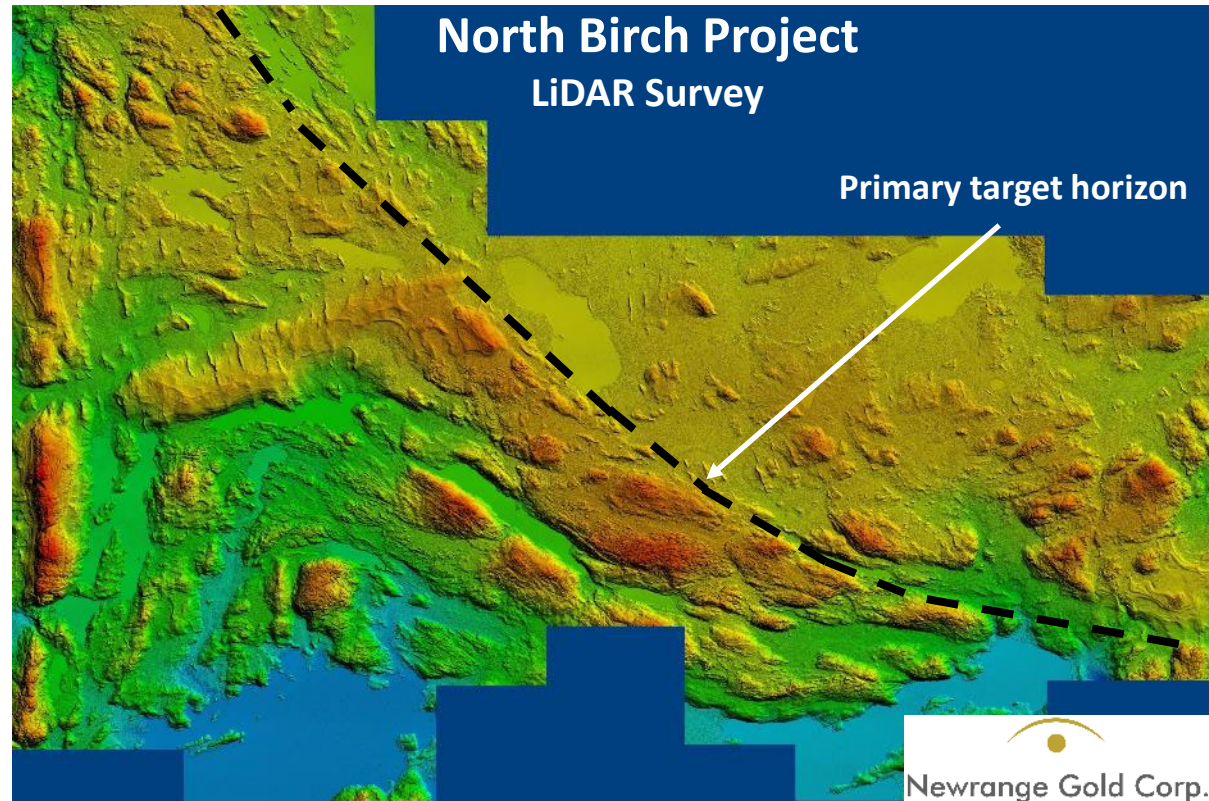 North Birch Project
LiDAR Survey
Primary target horizon
Newrange Gold Corp.